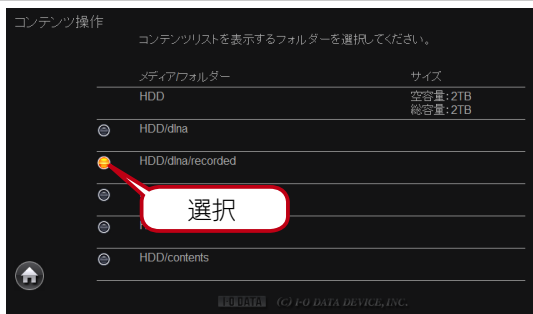 コンテンツ操作
コンテンツリストを表示するフォルダーを選択してください。
メディア/フォルダー サイズ
HDD 空容量:2TB
総容量:2TB
HDD/dlna
HDD/dlna/recorded
選択
HDD/contents
I-O DATA (C) I-O DATA DEVICE, INC.